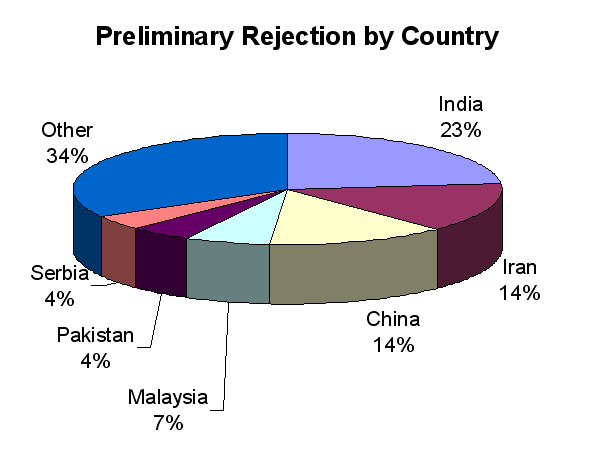 Preliminary Rejection by Country
India
23%
Other
34%
Iran
14%
Serbia
4%
China
14%
Pakistan
4%
Malaysia
7%